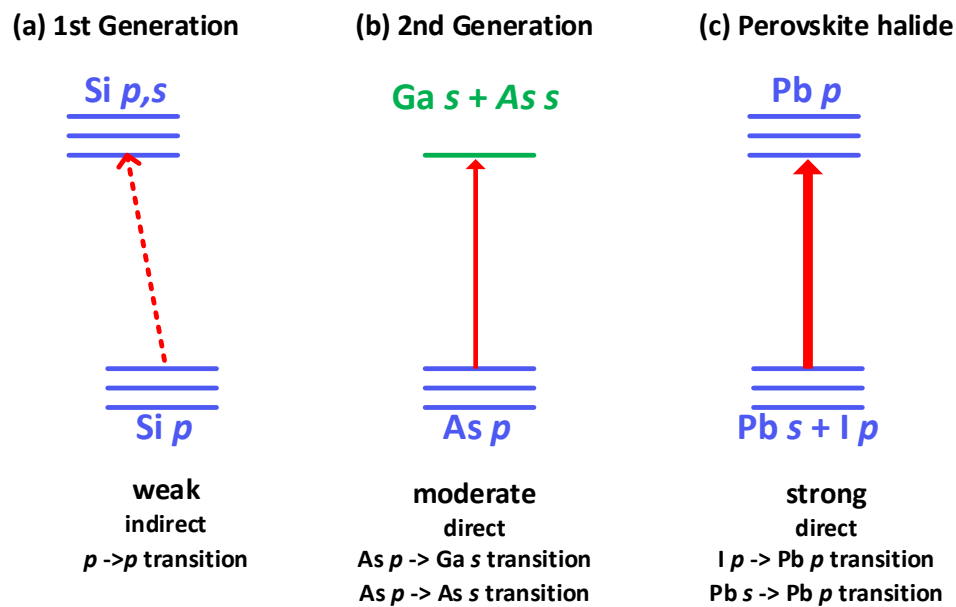 (a) 1st Generation
(b) 2nd Generation
(c) Perovskite halide
Si p,s
Ga s + As s
Pb p
Si p
As p
Pb s + I p
weak
indirect
p ->p transition
moderate
direct
As p -> Ga s transition
As p -> As s transition
strong
direct
I p -> Pb p transition
Pb s -> Pb p transition